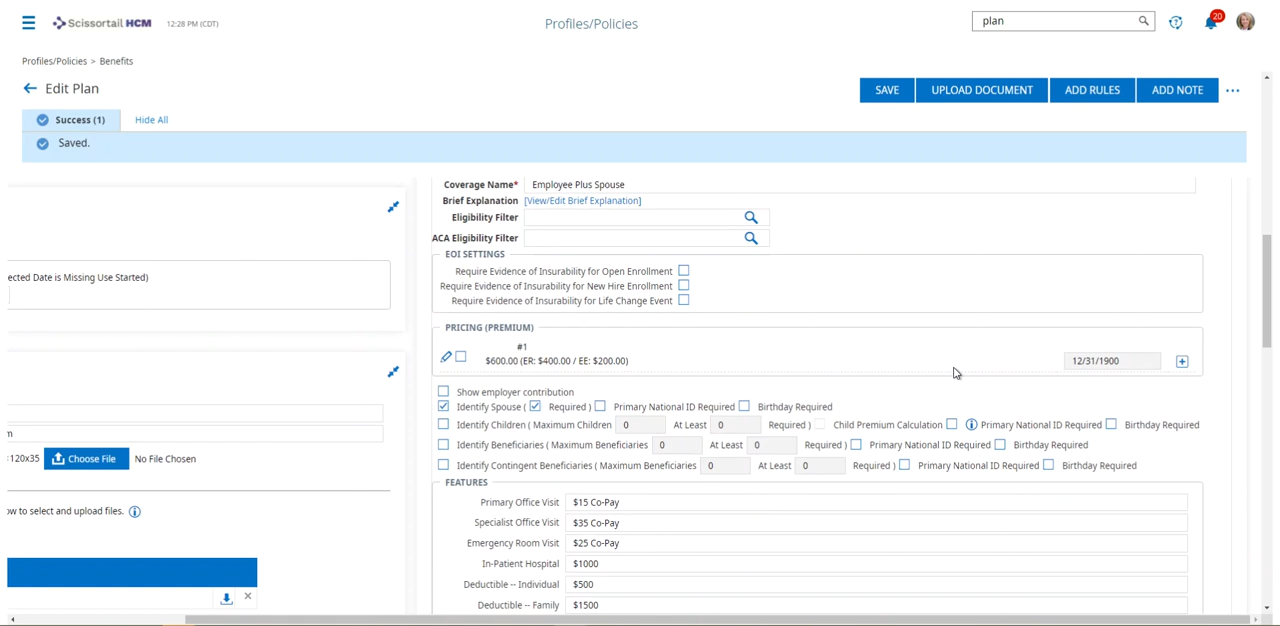 Scissortail HCM
12:28 PM (CDT)
Profiles/Policies
plan
20
Profiles/Policies > Benefits
Edit Plan
SAVE
UPLOAD DOCUMENT
ADD RULES
ADD NOTE
Success (1)
Hide All
Saved.
Coverage Name* Employee Plus Spouse
Brief Explanation [View/Edit Brief Explanation]
Eligibility Filter
ACA Eligibility Filter
EOI SETTINGS
Require Evidence of Insurability for Open Enrollment
Require Evidence of Insurability for New Hire Enrollment
Require Evidence of Insurability for Life Change Event
PRICING (PREMIUM)
#1
$600.00 (ER: $400.00 / EE: $200.00) 12/31/1900
Show employer contribution
Identify Spouse ( Required ) Primary National ID Required Birthday Required
Identify Children ( Maximum Children 0 At Least 0 Required ) Child Premium Calculation Primary National ID Required Birthday Required
Identify Beneficiaries ( Maximum Beneficiaries 0 At Least 0 Required ) Primary National ID Required Birthday Required
Identify Contingent Beneficiaries ( Maximum Beneficiaries 0 At Least 0 Required ) Primary National ID Required Birthday Required
FEATURES
Primary Office Visit $15 Co-Pay
Specialist Office Visit $35 Co-Pay
Emergency Room Visit $25 Co-Pay
In-Patient Hospital $1000
Deductible -- Individual $500
Deductible -- Family $1500
ected Date is Missing Use Started)
m
120x35 Choose File No File Chosen
ow to select and upload files.